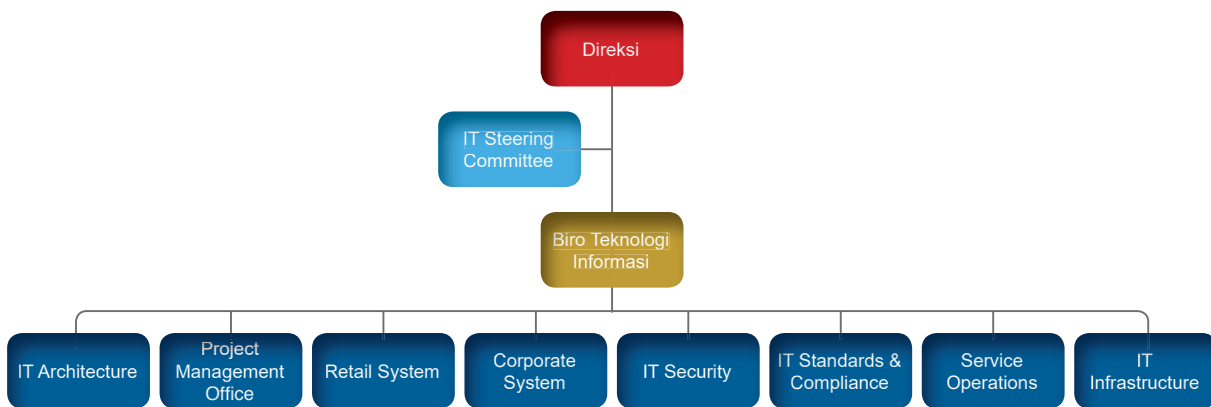 Direksi
IT Steering
Committee
Biro Teknologi
Informasi
IT Architecture
Project
Management
Office
Retail System
Corporate
System
IT Security
IT Standards &
Compliance
Service
Operations
IT
Infrastructure